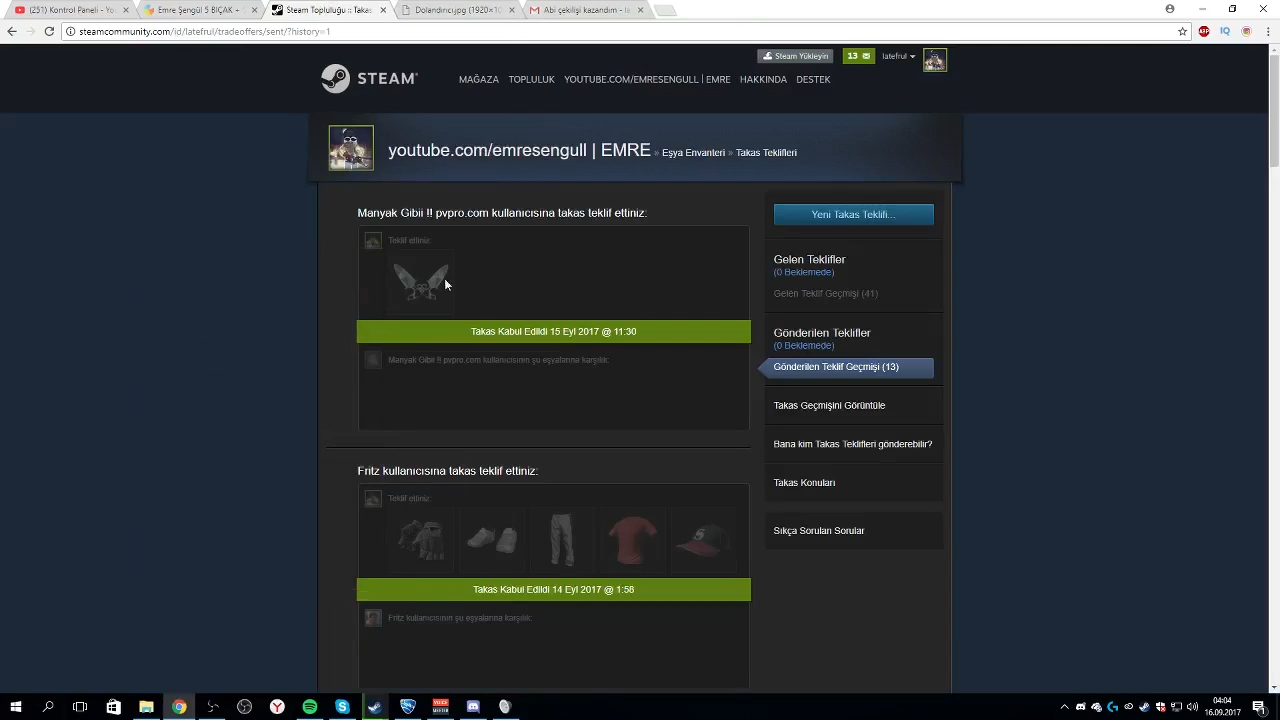 (251) Kontrol Paneli - Yo
Emre Şengül 5 BIÇAK +
Steam Topluluğu :: Takas
Dolandırıcı.jpg (1920×10
Abi çekilişi kazandım - la
steamcommunity.com/id/latefrul/tradeoffers/sent/?history=1
ABP
IQ
Steam Yükleyin
13
latefrul
STEAM
MAĞAZA
TOPLULUK
YOUTUBE.COM/EMRESENGULL | EMRE
HAKKINDA
DESTEK
youtube.com/emresengull | EMRE » Eşya Envanteri » Takas Teklifleri
Manyak Gibii !! pvpro.com kullanıcısına takas teklif ettiniz:
Teklif ettiniz:
Takas Kabul Edildi 15 Eyl 2017 @ 11:30
Manyak Gibii !! pvpro.com kullanıcısının şu eşyalarına karşılık:
Fritz kullanıcısına takas teklif ettiniz:
Teklif ettiniz:
Takas Kabul Edildi 14 Eyl 2017 @ 1:58
Fritz kullanıcısının şu eşyalarına karşılık:
Yeni Takas Teklifi...
Gelen Teklifler
(0 Beklemede)
Gelen Teklif Geçmişi (41)
Gönderilen Teklifler
(0 Beklemede)
Gönderilen Teklif Geçmişi (13)
Takas Geçmişini Görüntüle
Bana kim Takas Teklifleri gönderebilir?
Takas Konuları
Sıkça Sorulan Sorular
04:04
16.09.2017